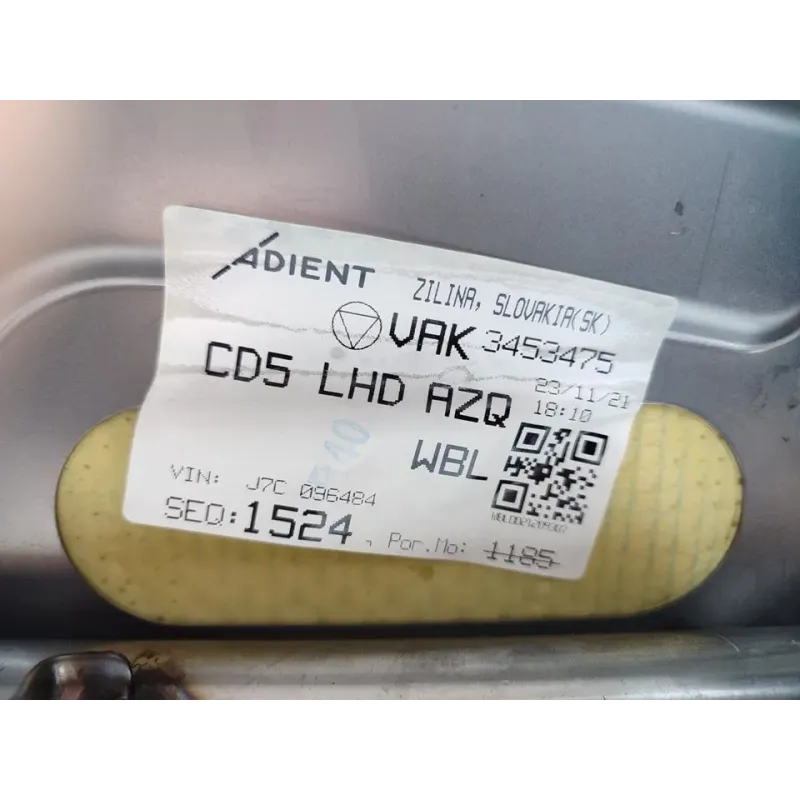 ADIENT
ZILINA, SLOVAKIA(SK)
VAK 3453475
CD5 LHD AZQ
23/11/21
18:10
WBL
VIN: J7C 096484
SEQ:1524, Por.No: 1185